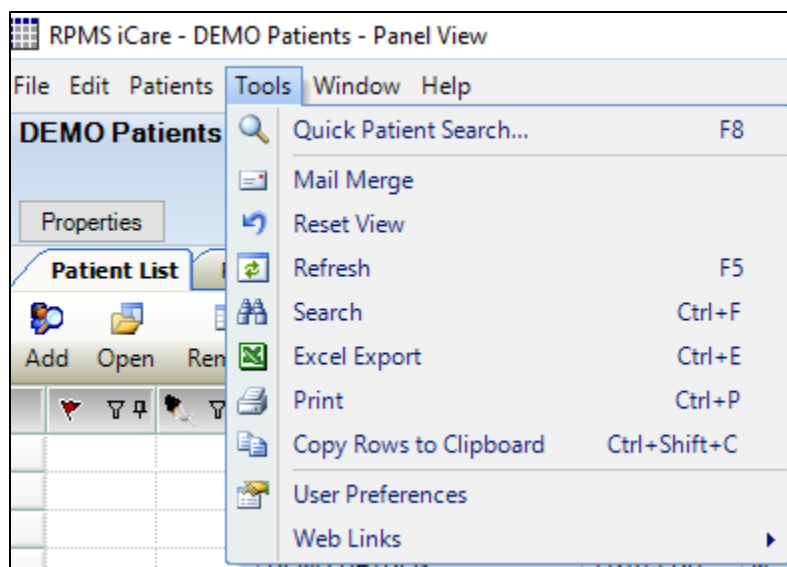 RPMS iCare - DEMO Patients - Panel View
File Edit Patients Tools Window Help
DEMO Patients
Quick Patient Search... F8
Mail Merge
Properties
Reset View
Patient List
Refresh F5
Search Ctrl+F
Add Open
Excel Export Ctrl+E
Print Ctrl+P
Copy Rows to Clipboard Ctrl+Shift+C
User Preferences
Web Links